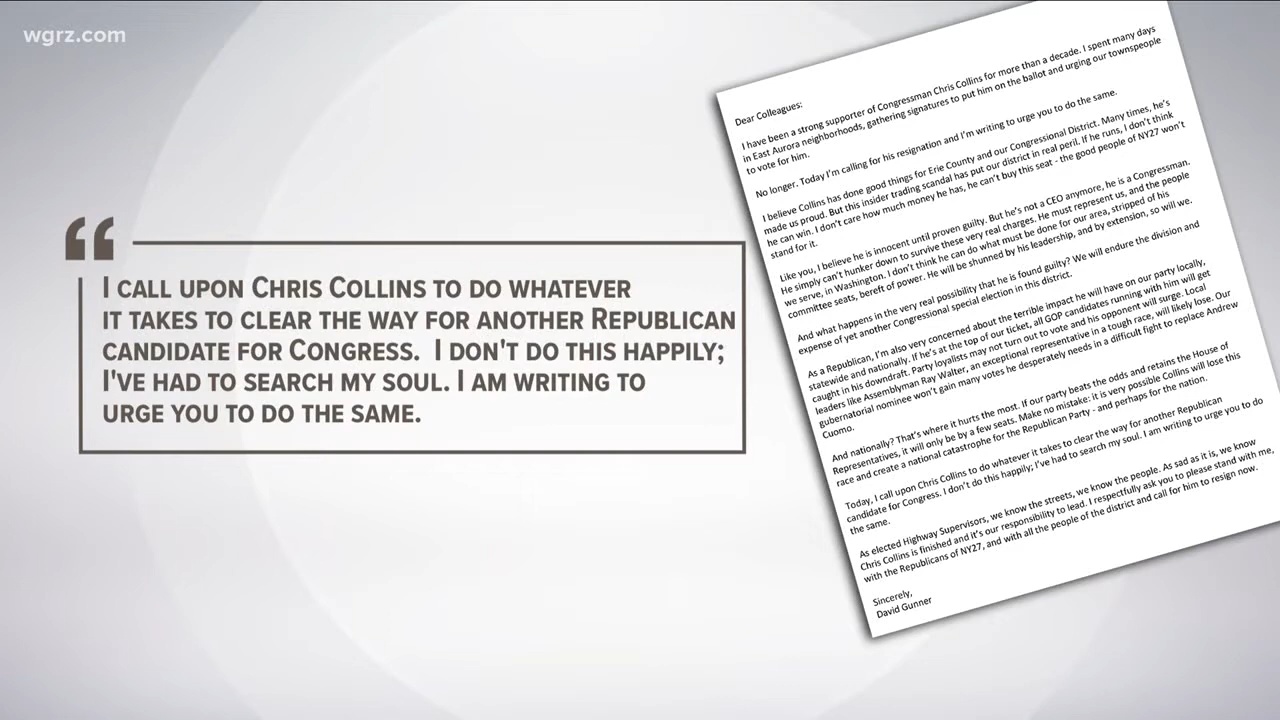 wgrz.com
“
I CALL UPON CHRIS COLLINS TO DO WHATEVER
IT TAKES TO CLEAR THE WAY FOR ANOTHER REPUBLICAN
CANDIDATE FOR CONGRESS. I DON'T DO THIS HAPPILY;
I'VE HAD TO SEARCH MY SOUL. I AM WRITING TO
URGE YOU TO DO THE SAME.
Dear Colleagues:
I have been a strong supporter of Congressman Chris Collins for more than a decade. I spent many days
in East Aurora neighborhoods, gathering signatures to put him on the ballot and urging our townspeople
to vote for him.
No longer. Today I'm calling for his resignation and I'm writing to urge you to do the same.
I believe Collins has done good things for Erie County and our Congressional District. Many times, he's
made us proud. But this insider trading scandal has put our district in real peril. If he runs, I don't think
he can win. I don't care how much money he has, he can't buy this seat - the good people of NY27 won't
stand for it.
Like you, I believe he is innocent until proven guilty. But he's not a CEO anymore, he is a Congressman.
He simply can't hunker down to survive these very real charges. He must represent us, and the people
we serve, in Washington. I don't think he can do what must be done for our area, stripped of his
committee seats, bereft of power. He will be shunned by his leadership, and by extension, so will we.
And what happens in the very real possibility that he is found guilty? We will endure the division and
expense of yet another Congressional special election in this district.
As a Republican, I'm also very concerned about the terrible impact he will have on our party locally,
statewide and nationally. If he's at the top of our ticket, all GOP candidates running with him will get
caught in his downdraft. Party loyalists may not turn out to vote and his opponent will surge. Local
leaders like Assemblyman Ray Walter, an exceptional representative in a tough race, will likely lose. Our
gubernatorial nominee won't gain many votes he desperately needs in a difficult fight to replace Andrew
Cuomo.
And nationally? That's where it hurts the most. If our party beats the odds and retains the House of
Representatives, it will only be by a few seats. Make no mistake: it is very possible Collins will lose this
race and create a national catastrophe for the Republican Party - and perhaps for the nation.
Today, I call upon Chris Collins to do whatever it takes to clear the way for another Republican
candidate for Congress. I don't do this happily; I've had to search my soul. I am writing to urge you to do
the same.
As elected Highway Supervisors, we know the streets, we know the people. As sad as it is, we know
Chris Collins is finished and it's our responsibility to lead. I respectfully ask you to please stand with me,
with the Republicans of NY27, and with all the people of the district and call for him to resign now.
Sincerely,
David Gunner